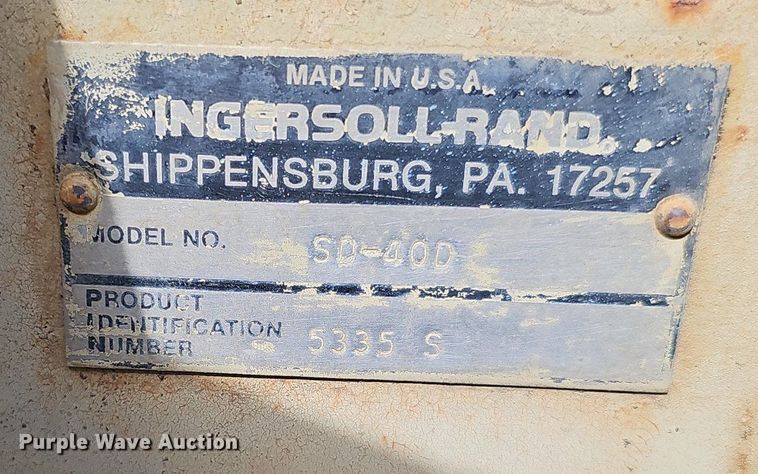 MADE IN U.S.A.
INGERSOLL-RAND®
SHIPPENSBURG, PA. 17257
MODEL NO. SD-40D
PRODUCT
IDENTIFICATION
NUMBER 5335 S
Purple Wave Auction